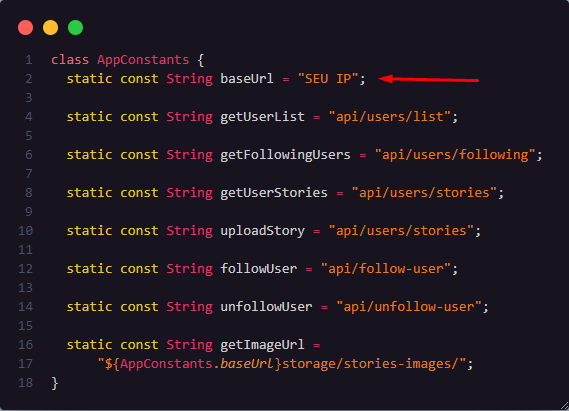 1 class AppConstants {
2 static const String baseUrl = "SEU IP";
3
4 static const String getUserList = "api/users/list";
5
6 static const String getFollowingUsers = "api/users/following";
7
8 static const String getUserStories = "api/users/stories";
9
10 static const String uploadStory = "api/users/stories";
11
12 static const String followUser = "api/follow-user";
13
14 static const String unfollowUser = "api/unfollow-user";
15
16 static const String getImageUrl =
17 "${AppConstants.baseUrl}storage/stories-images/";
18 }